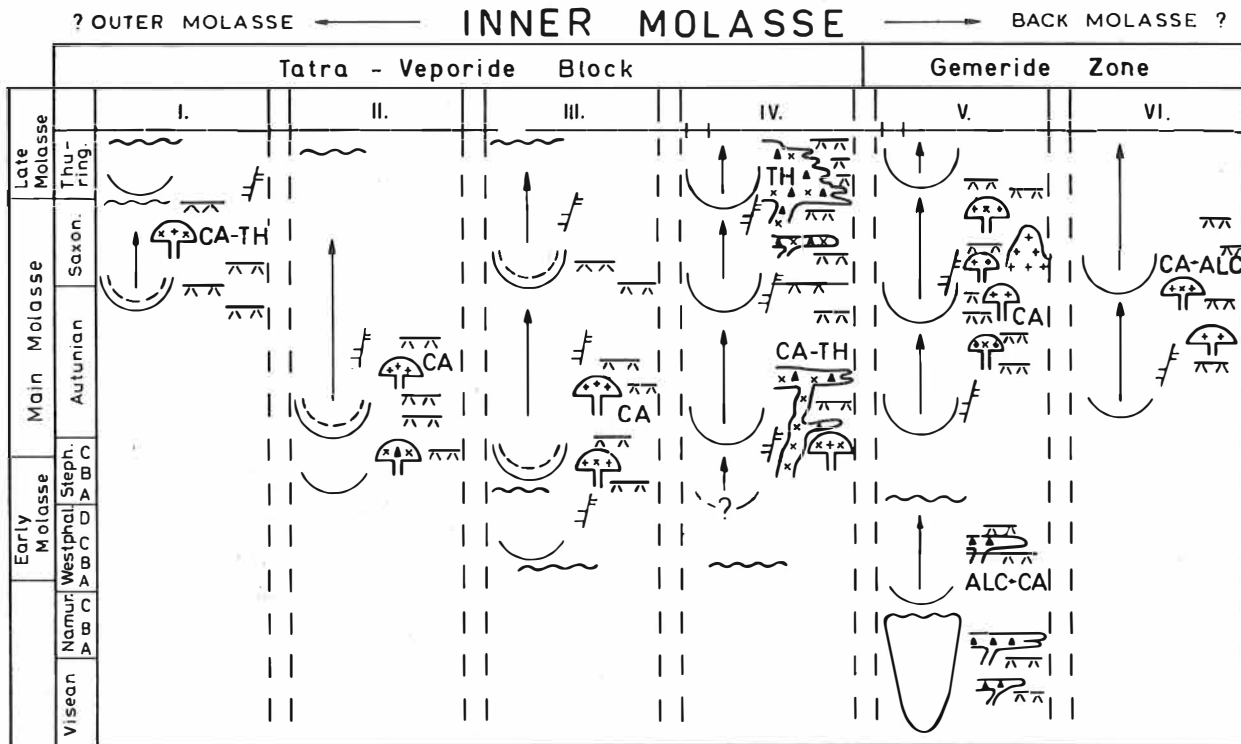 ? OUTER MOLASSE INNER MOLASSE BACK MOLASSE ?
Tatra - Veporide Block Gemeride Zone
I. II. III. IV. V. VI.
Late Molasse
Main Molasse
Early Molasse
Thu-
ring.
Saxon.
Autunian
Steph.
C
B
A
Westphal.
D
C
B
A
Namur.
C
B
A
Visean
CA-TH
CA
CA
TH
CA-TH
?
CA
ALC-CA
CA-ALC